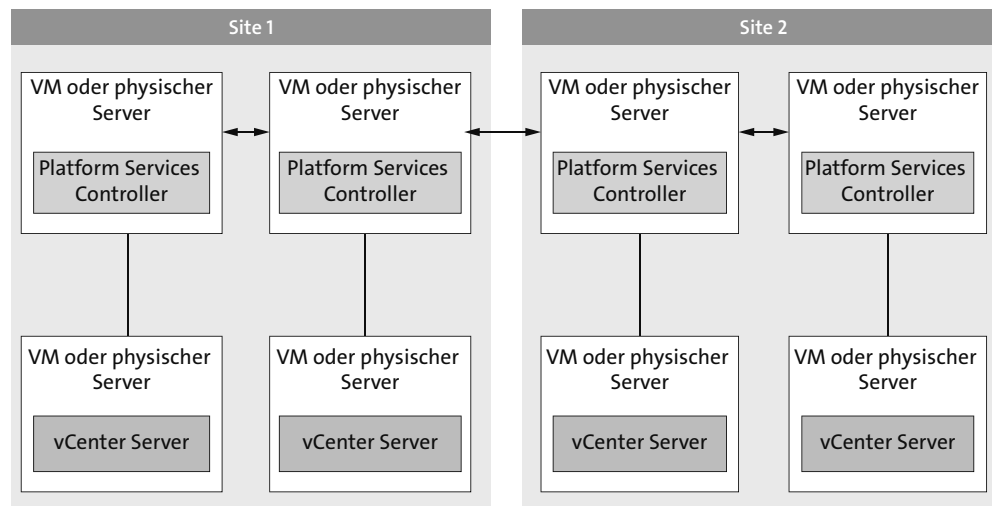 Site 1
VM oder physischer
Server
Platform Services
Controller
VM oder physischer
Server
Platform Services
Controller
VM oder physischer
Server
vCenter Server
VM oder physischer
Server
vCenter Server
Site 2
VM oder physischer
Server
Platform Services
Controller
VM oder physischer
Server
Platform Services
Controller
VM oder physischer
Server
vCenter Server
VM oder physischer
Server
vCenter Server